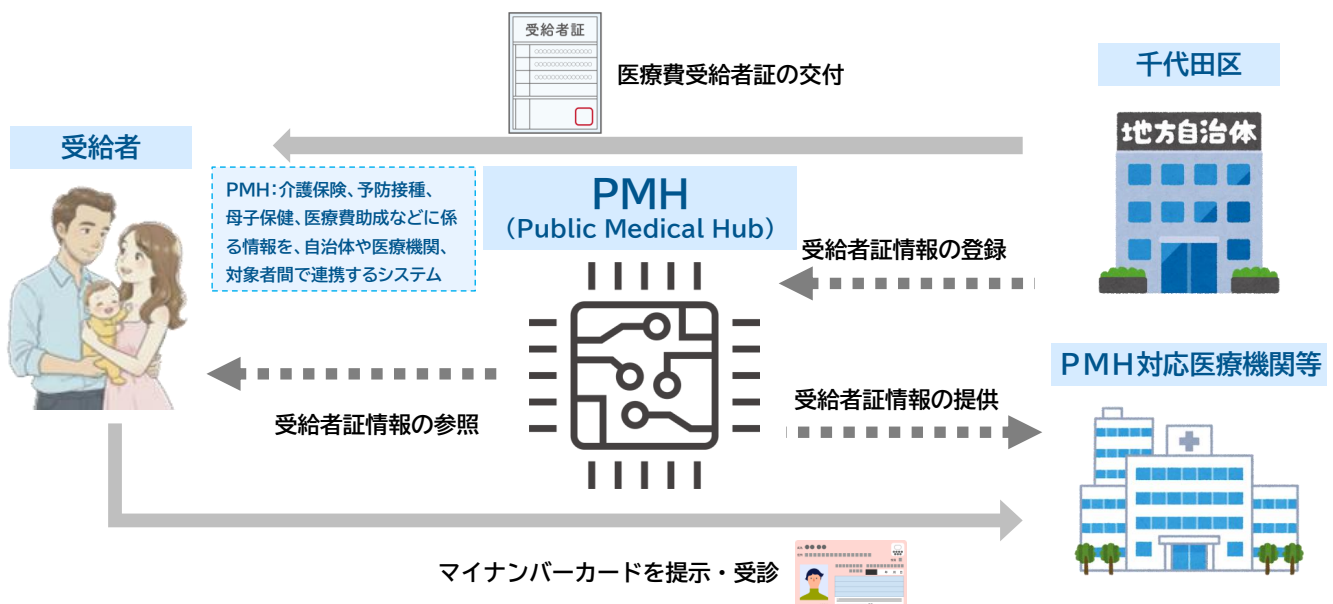 受給者証
医療費受給者証の交付
千代田区
地方自治体
受給者
PMH：介護保険、予防接種、
母子保健、医療費助成などに係
る情報を、自治体や医療機関、
対象者間で連携するシステム
PMH
（Public Medical Hub）
受給者証情報の登録
PMH対応医療機関等
受給者証情報の参照
受給者証情報の提供
マイナンバーカードを提示・受診